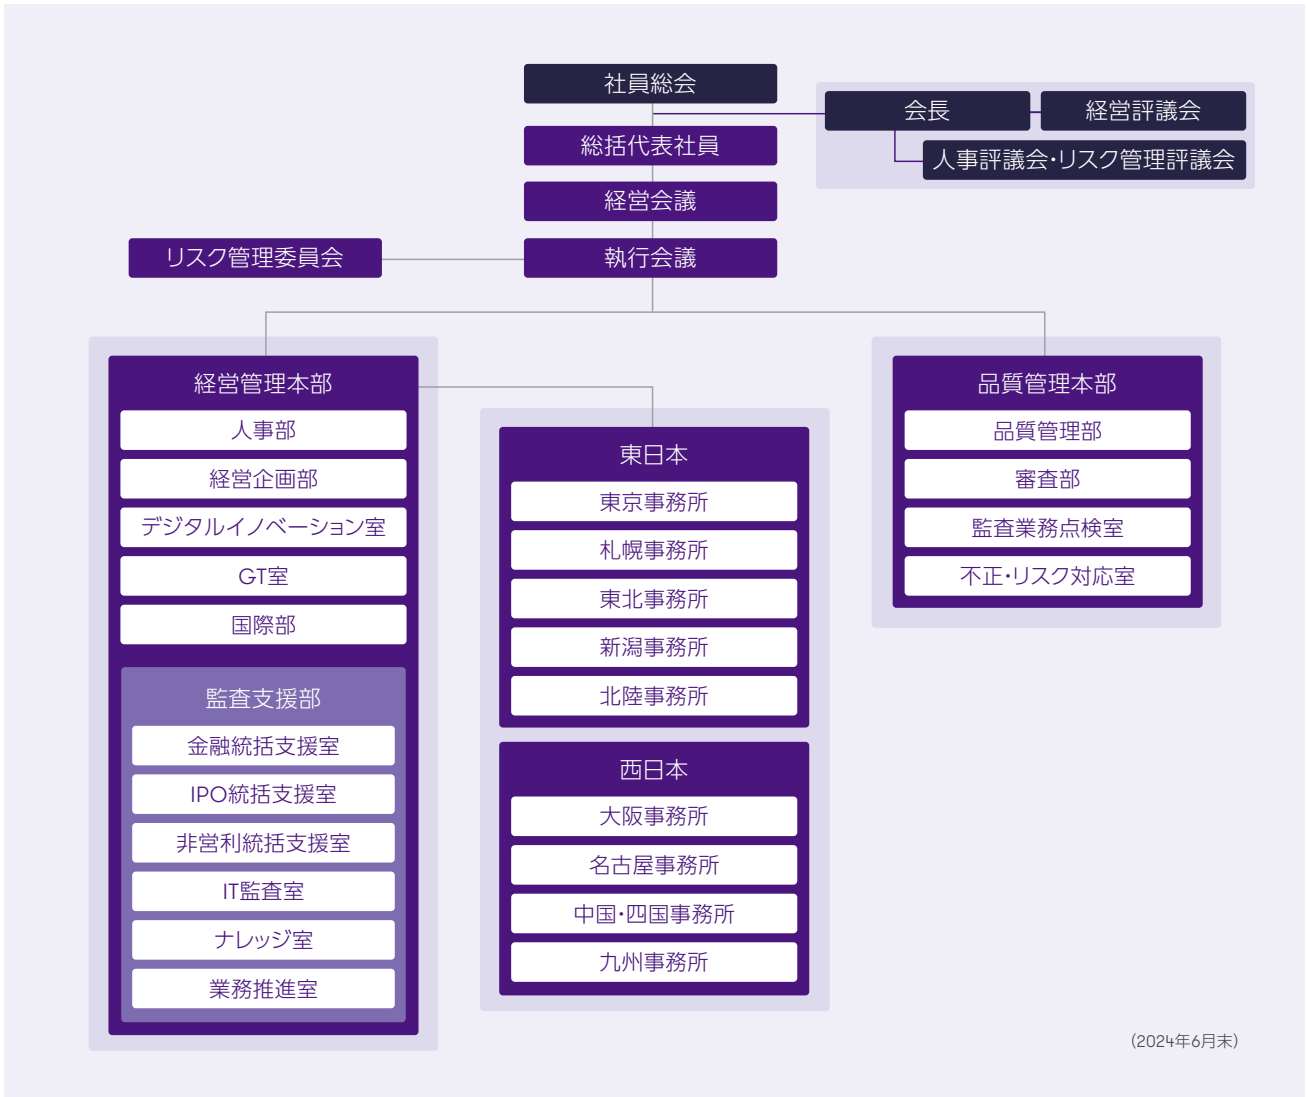 社員総会
会長
経営評議会
総括代表社員
人事評議会・リスク管理評議会
経営会議
リスク管理委員会
執行会議
経営管理本部
人事部
経営企画部
デジタルイノベーション室
GT室
国際部
監査支援部
金融統括支援室
IPO統括支援室
非営利統括支援室
IT監査室
ナレッジ室
業務推進室
東日本
東京事務所
札幌事務所
東北事務所
新潟事務所
北陸事務所
西日本
大阪事務所
名古屋事務所
中国・四国事務所
九州事務所
品質管理本部
品質管理部
審査部
監査業務点検室
不正・リスク対応室
(2024年6月末)